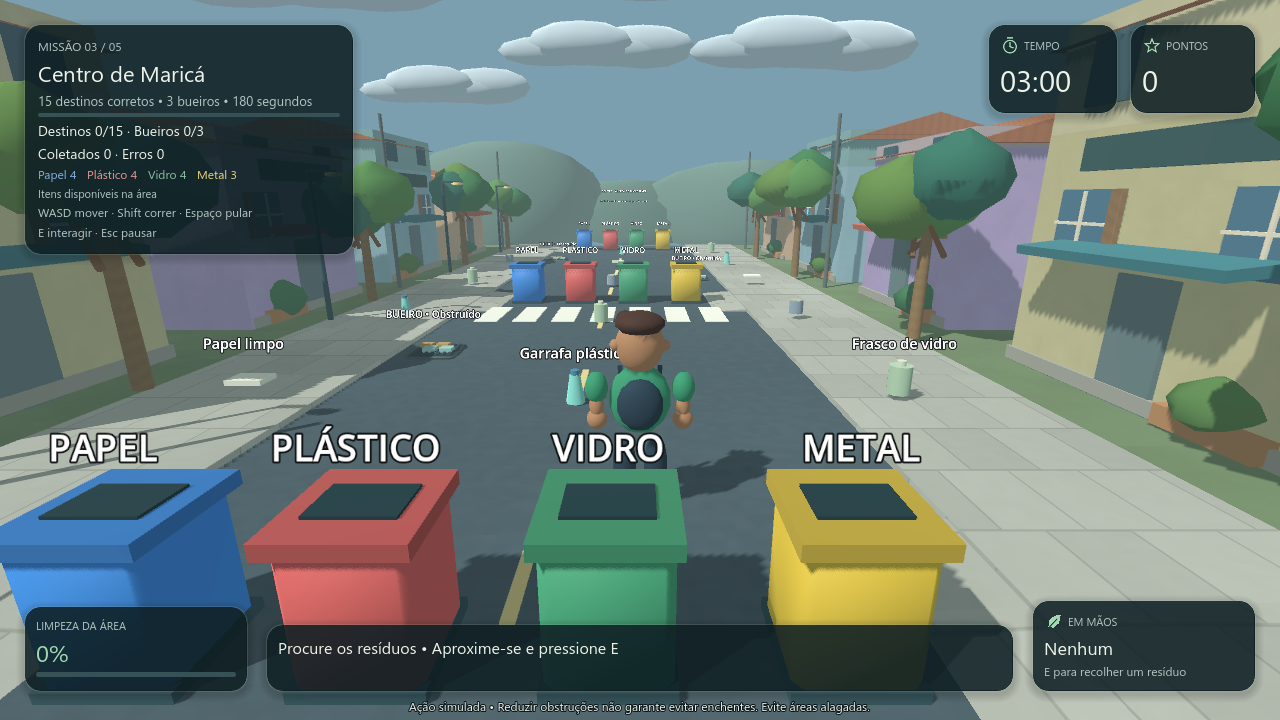 MISSÃO 03 / 05
Centro de Maricá
15 destinos corretos • 3 bueiros • 180 segundos
Destinos 0/15 · Bueiros 0/3
Coletados 0 · Erros 0
Papel 4 Plástico 4 Vidro 4 Metal 3
Itens disponíveis na área
WASD mover · Shift correr · Espaço pular
E interagir · Esc pausar
TEMPO
03:00
PONTOS
0
PAPEL PLÁSTICO VIDRO METAL
BUEIRO • Obstruído
Papel limpo
Garrafa plástic
Frasco de vidro
PAPEL PLÁSTICO VIDRO METAL
LIMPEZA DA ÁREA
0%
Procure os resíduos • Aproxime-se e pressione E
EM MÃOS
Nenhum
E para recolher um resíduo
Ação simulada • Reduzir obstruções não garante evitar enchentes. Evite áreas alagadas.